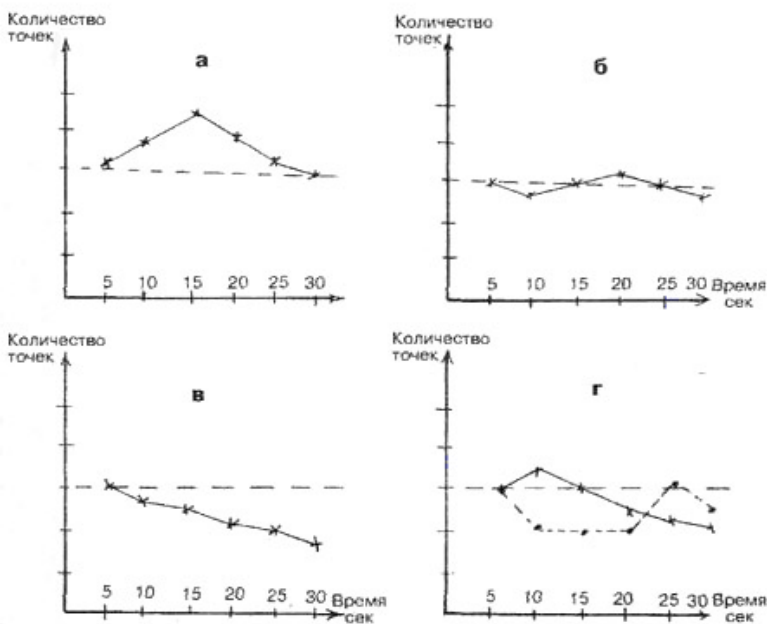 Количество
точек
а
5 10 15 20 25 30
Количество
точек
б
5 10 15 20 25 30 Время
сек
Количество
точек
в
5 10 15 20 25 30 Время
сек
Количество
точек
г
5 10 15 20 25 30 Время
сек